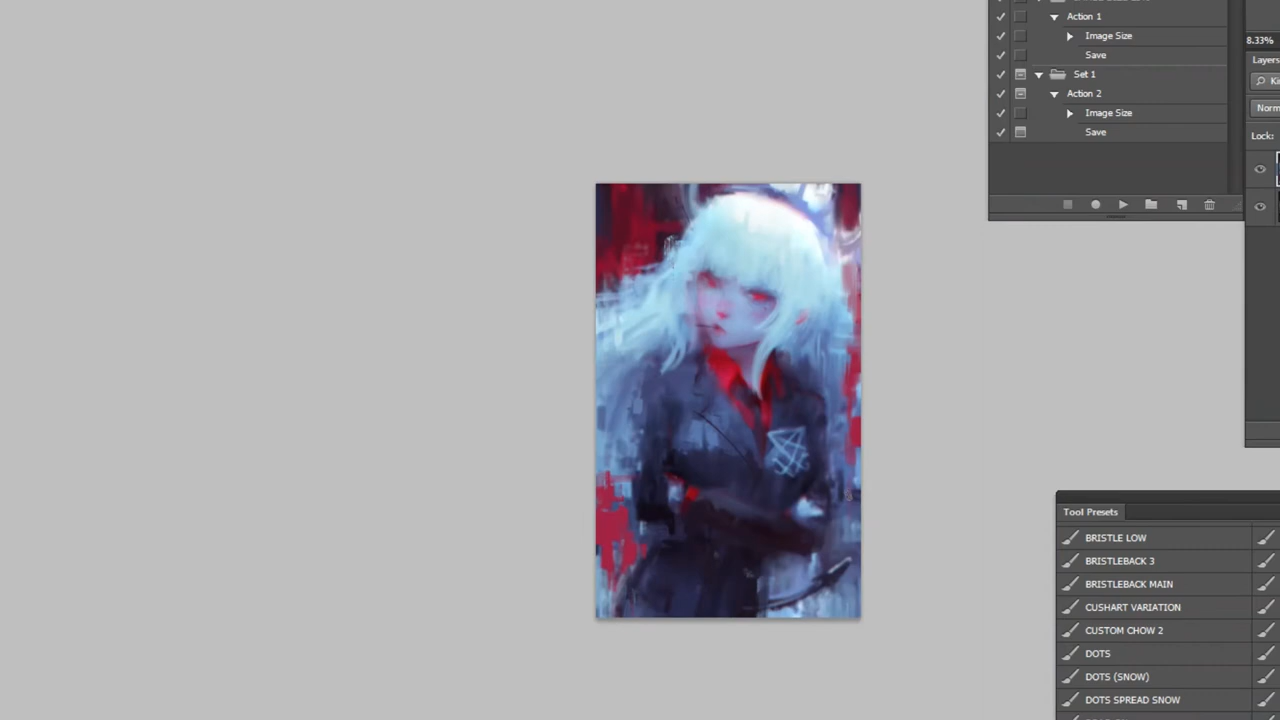 Action 1
Image Size
Save
Set 1
Action 2
Image Size
Save
8.33%
Layers
Norm
Lock:
Tool Presets
BRISTLE LOW
BRISTLEBACK 3
BRISTLEBACK MAIN
CUSHART VARIATION
CUSTOM CHOW 2
DOTS
DOTS (SNOW)
DOTS SPREAD SNOW